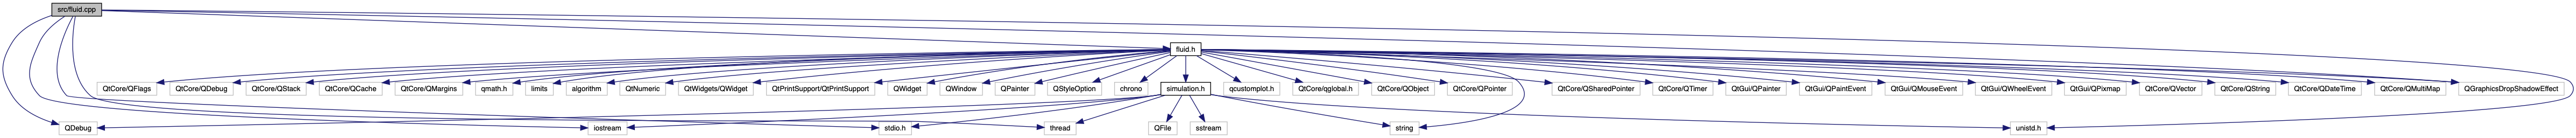 src/fluid.cpp
fluid.h
QtCore/QFlags
QtCore/QDebug
QtCore/QStack
QtCore/QCache
QtCore/QMargins
qmath.h
limits
algorithm
QtNumeric
QtWidgets/QWidget
QtPrintSupport/QtPrintSupport
QWidget
QWindow
QPainter
QStyleOption
chrono
simulation.h
qcustomplot.h
QtCore/qglobal.h
QtCore/QObject
QtCore/QPointer
QtCore/QSharedPointer
QtCore/QTimer
QtGui/QPainter
QtGui/QPaintEvent
QtGui/QMouseEvent
QtGui/QWheelEvent
QtGui/QPixmap
QtCore/QVector
QtCore/QString
QtCore/QDateTime
QtCore/QMultiMap
QGraphicsDropShadowEffect
QDebug
iostream
stdio.h
thread
QFile
sstream
string
unistd.h